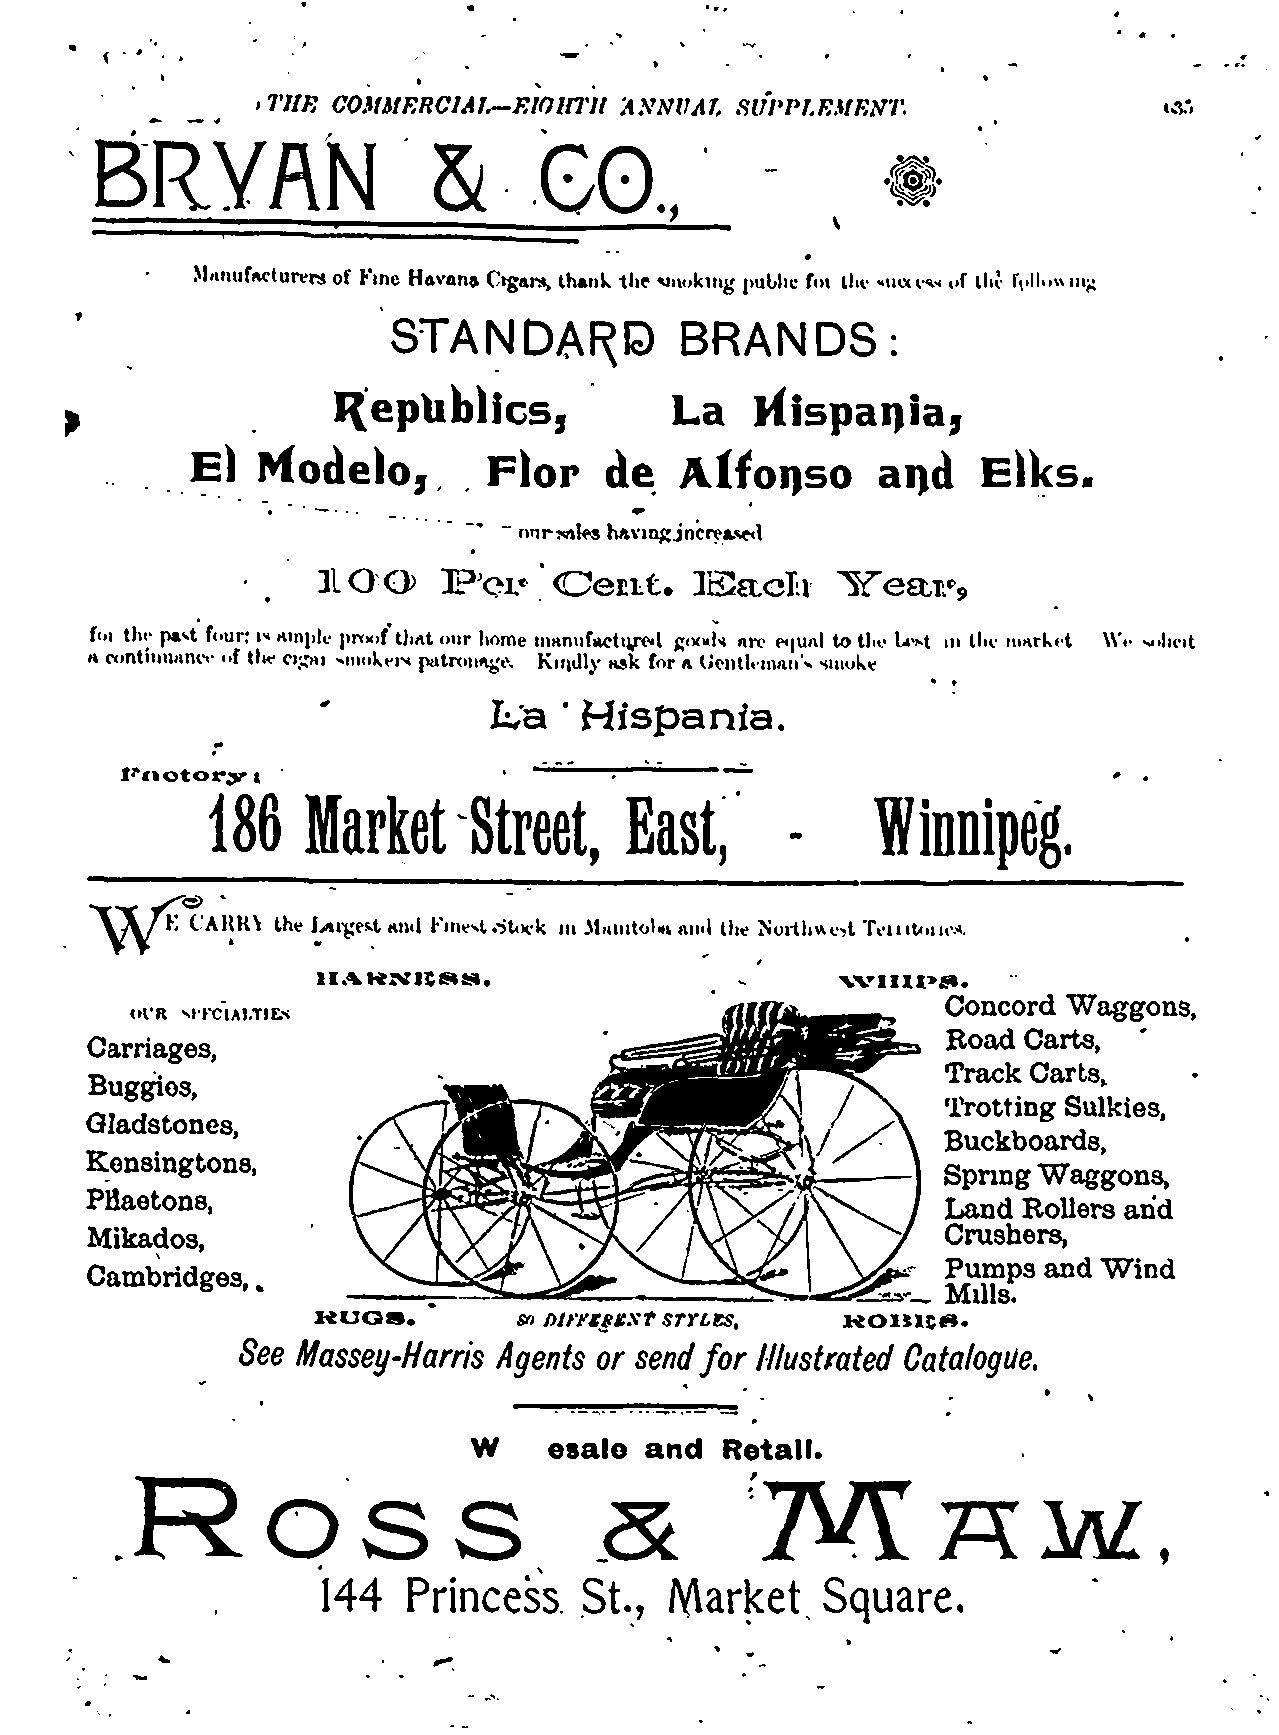 THE COMMERCIAL—EIGHTH ANNUAL SUPPLEMENT.
BRYAN & CO.,
Manufacturers of Fine Havana Cigars, thank the smoking public for the success of the following
STANDARD BRANDS:
Republics, La Hispania,
El Modelo, Flor de Alfonso and Elks.
our sales having increased
100 Per Cent. Each Year,
for the past four; is ample proof that our home manufactured goods are equal to the best in the market We solicit
a continuance of the cigar smokers patronage. Kindly ask for a Gentleman's smoke
La Hispania.
Factory:
186 Market Street, East, - Winnipeg.
WE CARRY the Largest and Finest Stock in Manitoba and the Northwest Territories.
HARNESS. WHIPS.
OUR SPECIALTIES
Carriages,
Buggies,
Gladstones,
Kensingtons,
Phaetons,
Mikados,
Cambridges,
Concord Waggons,
Road Carts,
Track Carts,
Trotting Sulkies,
Buckboards,
Spring Waggons,
Land Rollers and
Crushers,
Pumps and Wind
Mills.
RUGS. 80 DIFFERENT STYLES, ROBES.
See Massey-Harris Agents or send for Illustrated Catalogue.
W esale and Retail.
ROSS & MAW,
144 Princess St., Market Square.